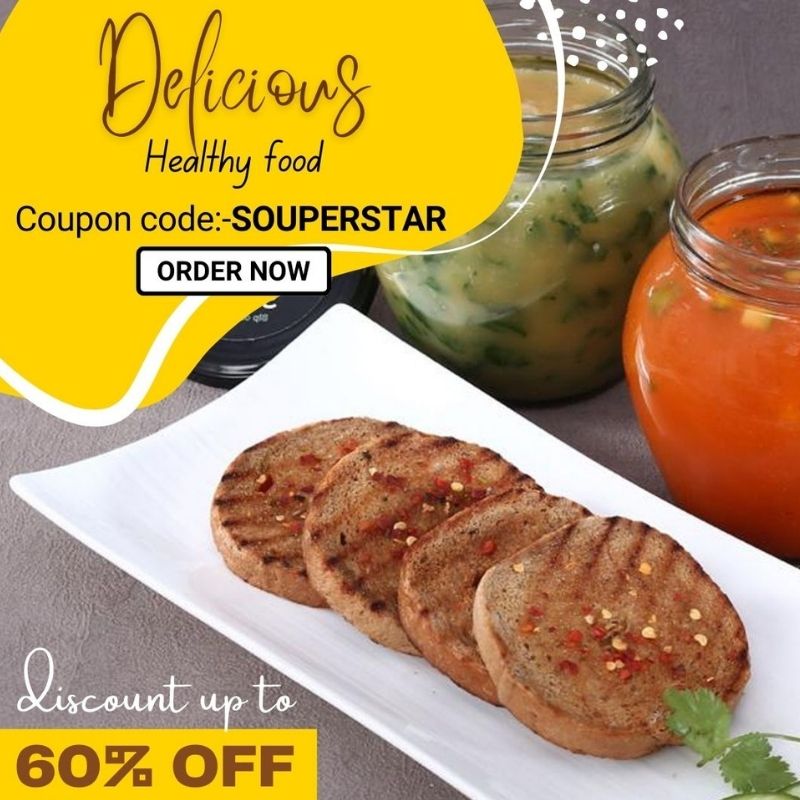 Delicious
Healthy food
Coupon code:-SOUPERSTAR
ORDER NOW
discount up to
60% OFF